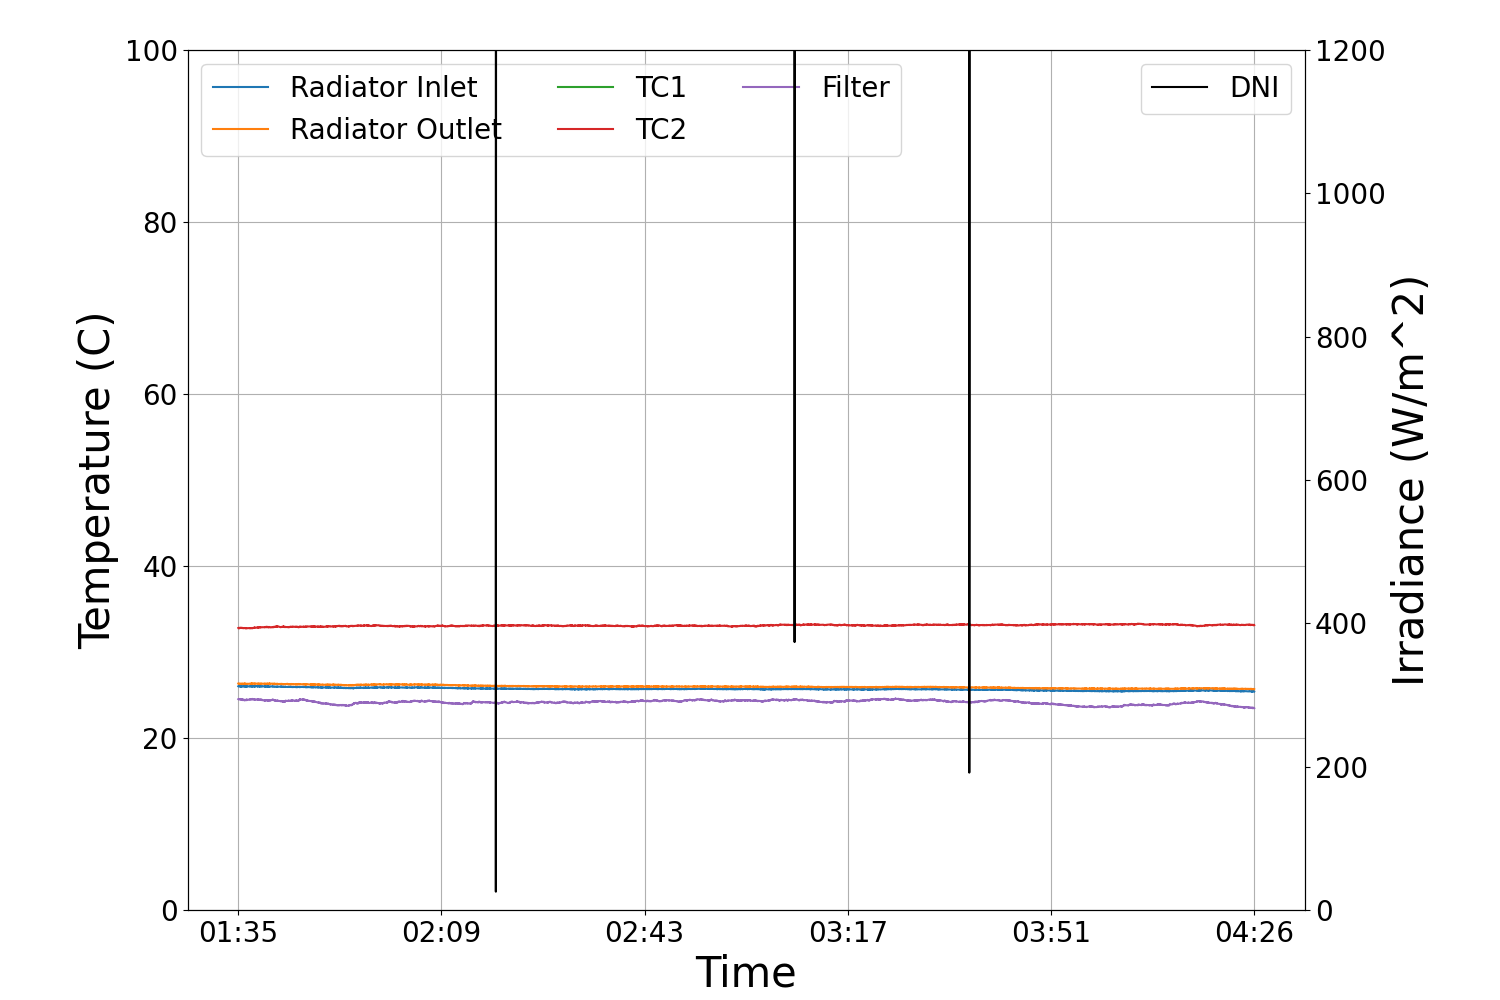 Radiator Inlet
Radiator Outlet
TC1
TC2
Filter
DNI
100
80
60
40
20
0
Temperature (C)
1200
1000
800
600
400
200
0
Irradiance (W/m^2)
01:35 02:09 02:43 03:17 03:51 04:26
Time